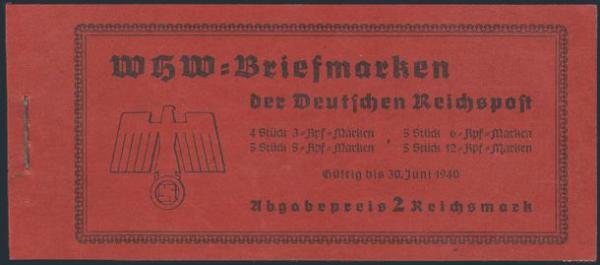 WHW-Briefmarken
der Deutschen Reichspost
4 Stück 3-Rpf-Marken 5 Stück 6-Rpf-Marken
5 Stück 8-Rpf-Marken 5 Stück 12-Rpf-Marken
Gültig bis 30. Juni 1940
Abgabepreis 2 Reichsmark